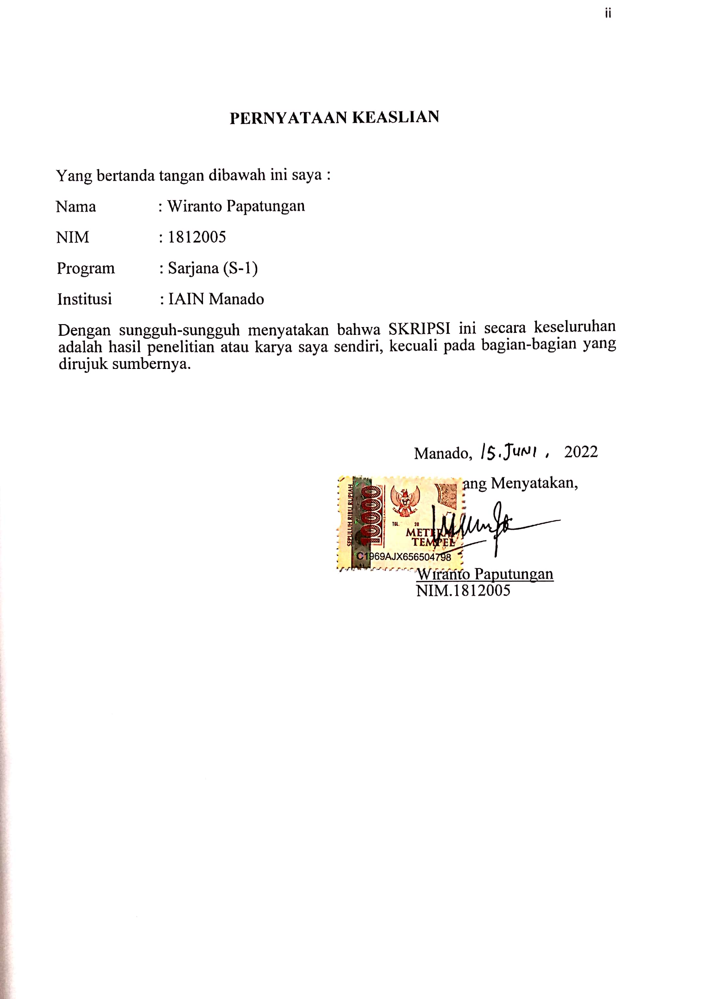 ii
PERNYATAAN KEASLIAN
Yang bertanda tangan dibawah ini saya :
Nama : Wiranto Papatungan
NIM : 1812005
Program : Sarjana (S-1)
Institusi : IAIN Manado
Dengan sungguh-sungguh menyatakan bahwa SKRIPSI ini secara keseluruhan
adalah hasil penelitian atau karya saya sendiri, kecuali pada bagian-bagian yang
dirujuk sumbernya.
Manado, 15. JUNI , 2022
ang Menyatakan,
SEPULUH RIBU RUPIAH
10000
TGL. 20
METERAI
TEMPEL
C1969AJX656504798
Wiranto Paputungan
NIM.1812005